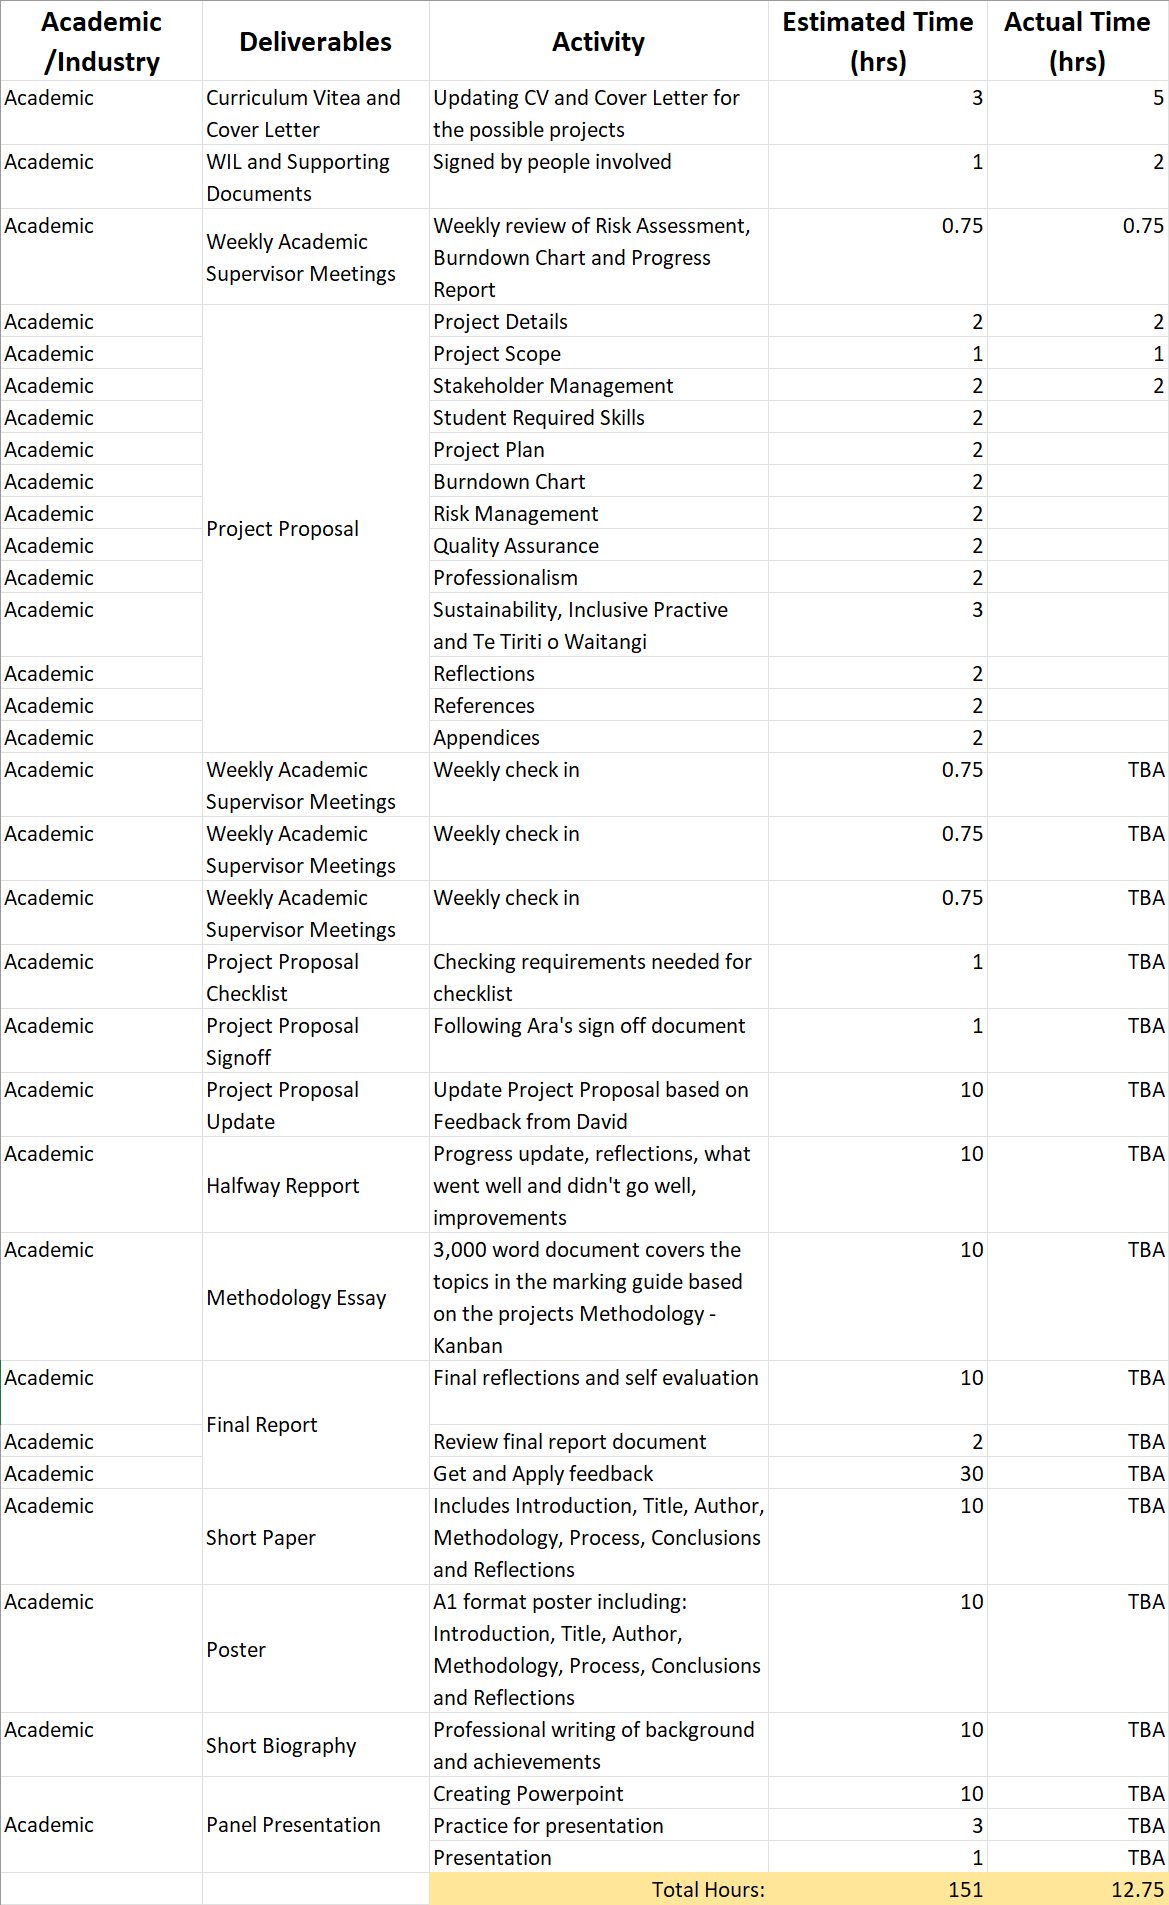 Academic /Industry Deliverables Activity Estimated Time (hrs) Actual Time (hrs)
Academic Curriculum Vitea and Updating CV and Cover Letter for 3 5
Cover Letter the possible projects
Academic WIL and Supporting Signed by people involved 1 2
Documents
Academic Weekly Academic Weekly review of Risk Assessment, 0.75 0.75
Supervisor Meetings Burndown Chart and Progress
Report
Academic Project Details 2 2
Academic Project Scope 1 1
Academic Stakeholder Management 2 2
Academic Student Required Skills 2
Academic Project Plan 2
Academic Burndown Chart 2
Academic Project Proposal Risk Management 2
Academic Quality Assurance 2
Academic Professionalism 2
Academic Sustainability, Inclusive Practive 3
and Te Tiriti o Waitangi
Academic Reflections 2
Academic References 2
Academic Appendices 2
Academic Weekly Academic Weekly check in 0.75 TBA
Supervisor Meetings
Academic Weekly Academic Weekly check in 0.75 TBA
Supervisor Meetings
Academic Weekly Academic Weekly check in 0.75 TBA
Supervisor Meetings
Academic Project Proposal Checking requirements needed for 1 TBA
Checklist checklist
Academic Project Proposal Following Ara's sign off document 1 TBA
Signoff
Academic Project Proposal Update Project Proposal based on 10 TBA
Update Feedback from David
Academic Progress update, reflections, what 10 TBA
Halfway Repport went well and didn't go well,
improvements
Academic 3,000 word document covers the 10 TBA
topics in the marking guide based
Methodology Essay on the projects Methodology -
Kanban
Academic Final reflections and self evaluation 10 TBA
Final Report
Academic Review final report document 2 TBA
Academic Get and Apply feedback 30 TBA
Academic Includes Introduction, Title, Author, 10 TBA
Short Paper Methodology, Process, Conclusions
and Reflections
Academic A1 format poster including: 10 TBA
Introduction, Title, Author,
Poster Methodology, Process, Conclusions
and Reflections
Academic Short Biography Professional writing of background 10 TBA
and achievements
Creating Powerpoint 10 TBA
Academic Panel Presentation Practice for presentation 3 TBA
Presentation 1 TBA
Total Hours: 151 12.75